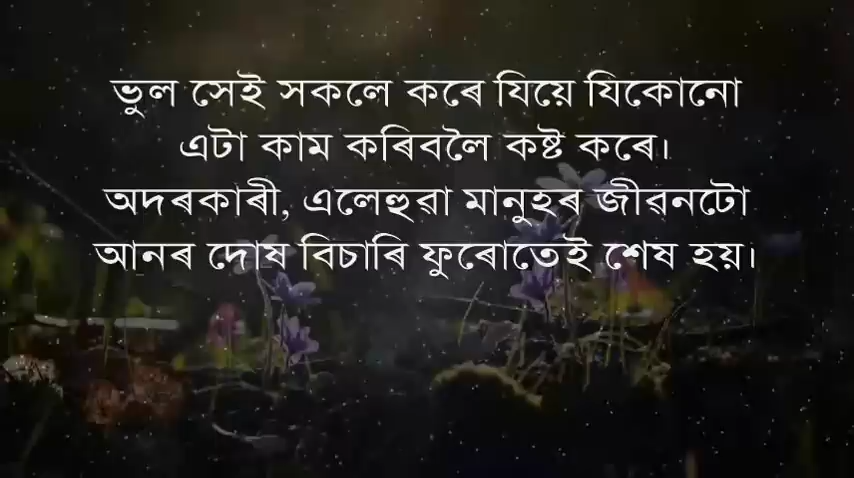 ভুল সেই সকলে কৰে যিয়ে যিকোনো
এটা কাম কৰিবলৈ কষ্ট কৰে।
অদৰকাৰী, এলেহুৱা মানুহৰ জীৱনটো
আনৰ দোষ বিচাৰি ফুৰোতেই শেষ হয়।